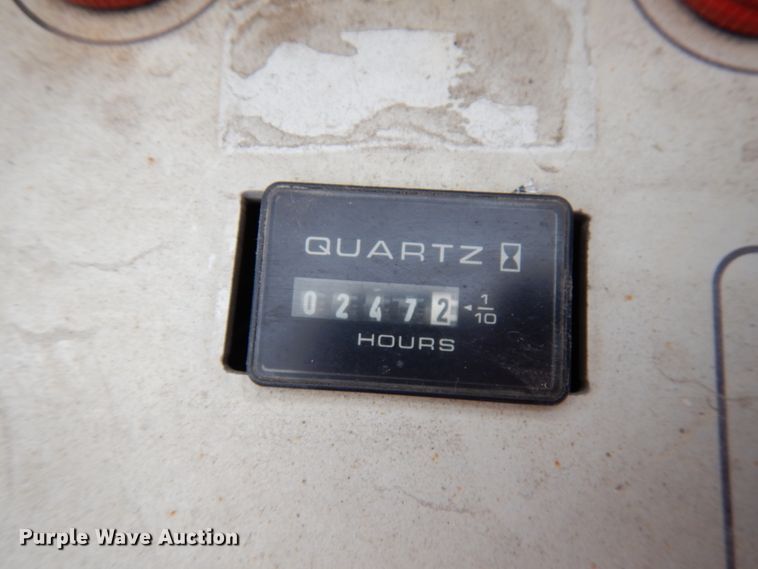 QUARTZ
02472 1/10
HOURS
Purple Wave Auction